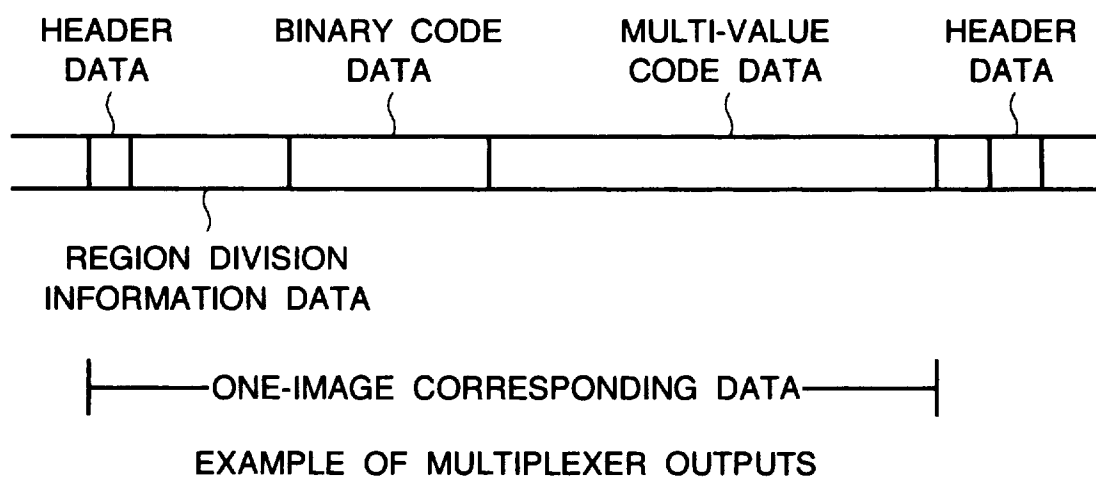 HEADER DATA
BINARY CODE DATA
MULTI-VALUE CODE DATA
HEADER DATA
REGION DIVISION
INFORMATION DATA
ONE-IMAGE CORRESPONDING DATA
EXAMPLE OF MULTIPLEXER OUTPUTS